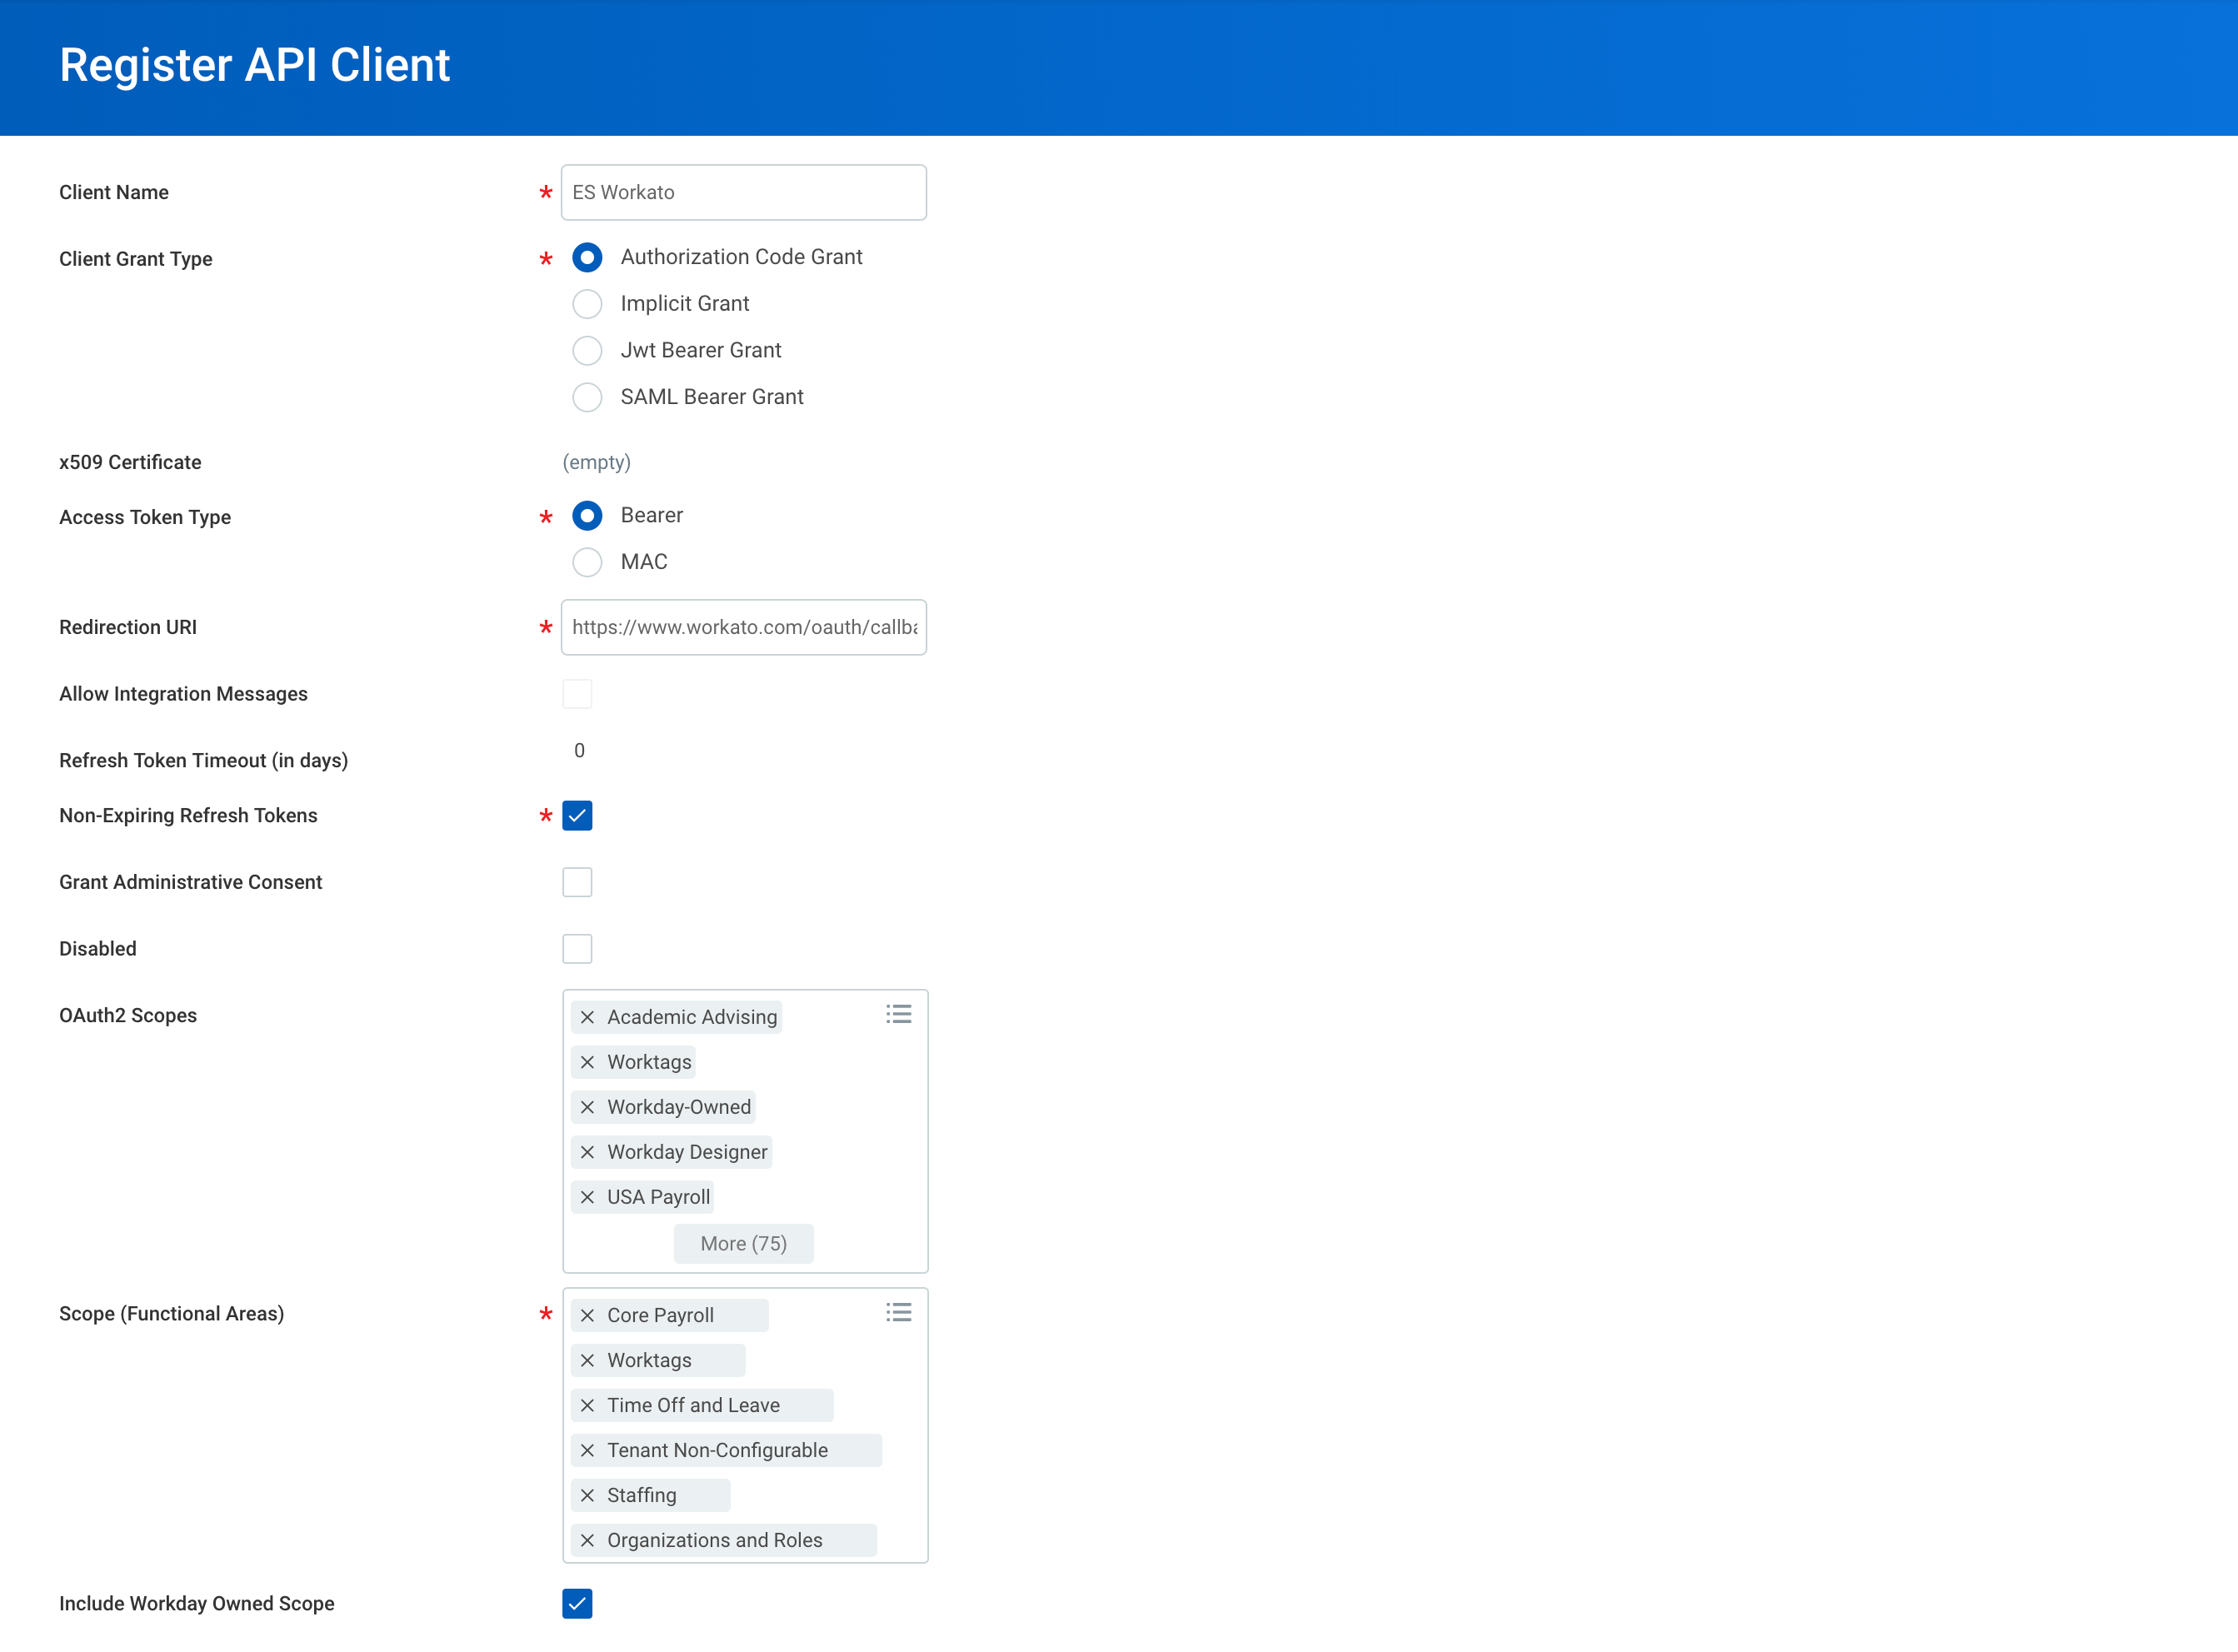 Register API Client
Client Name * ES Workato
Client Grant Type * Authorization Code Grant
Implicit Grant
Jwt Bearer Grant
SAML Bearer Grant
x509 Certificate (empty)
Access Token Type * Bearer
MAC
Redirection URI * https://www.workato.com/oauth/callba
Allow Integration Messages
Refresh Token Timeout (in days) 0
Non-Expiring Refresh Tokens *
Grant Administrative Consent
Disabled
OAuth2 Scopes × Academic Advising
× Worktags
× Workday-Owned
× Workday Designer
× USA Payroll
More (75)
Scope (Functional Areas) * × Core Payroll
× Worktags
× Time Off and Leave
× Tenant Non-Configurable
× Staffing
× Organizations and Roles
Include Workday Owned Scope